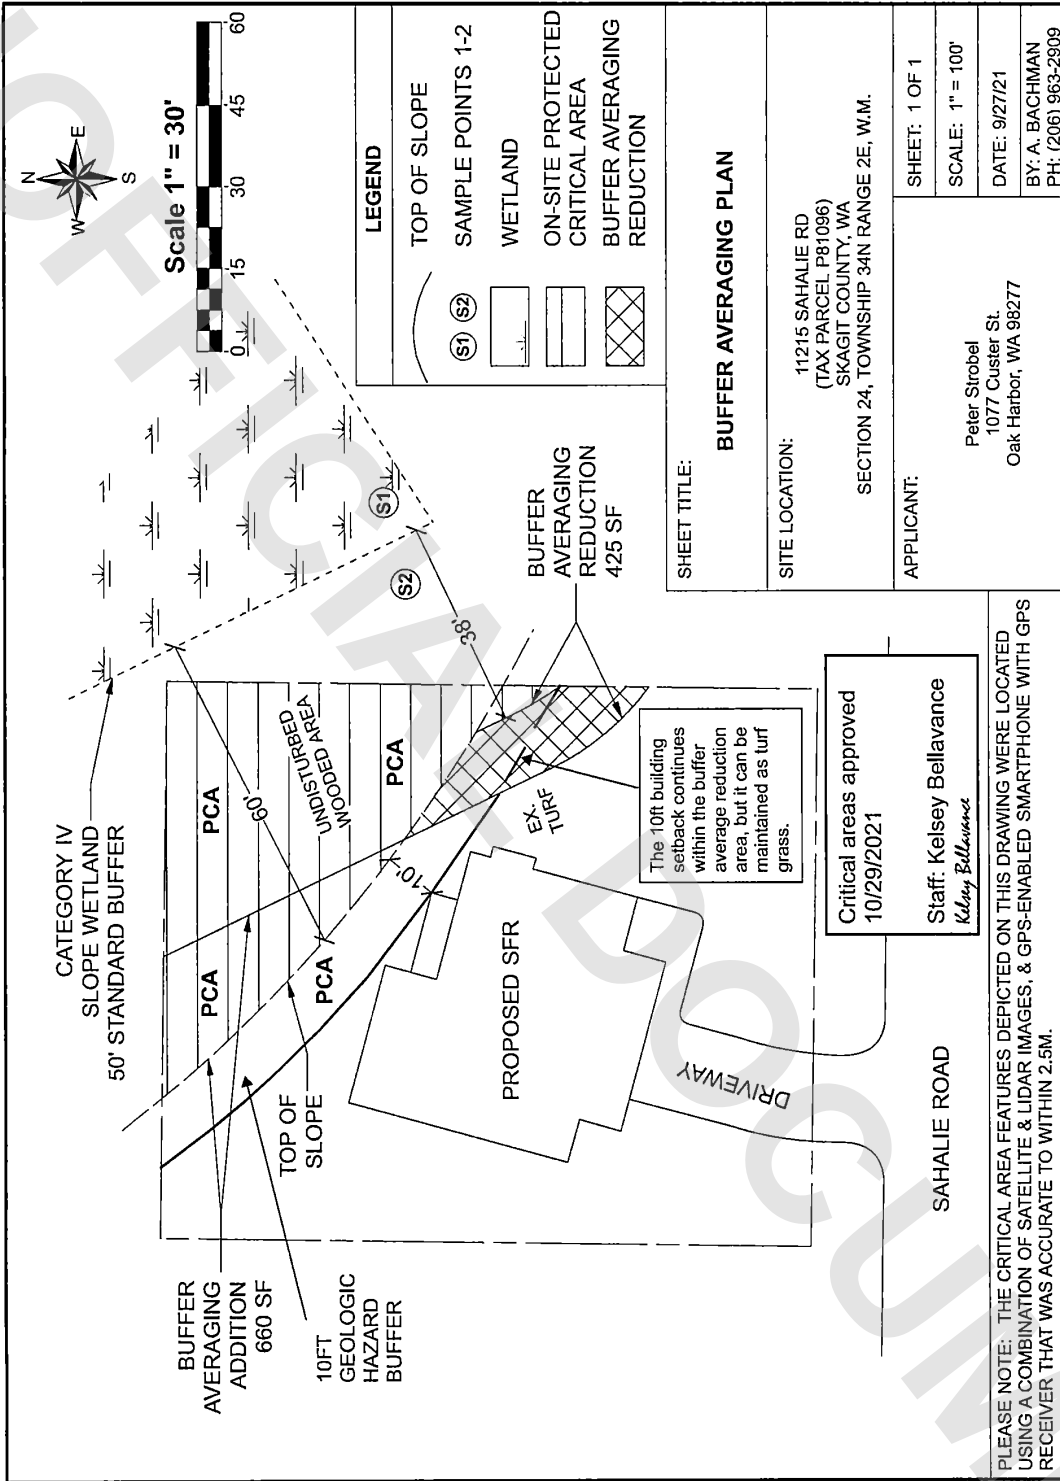 CATEGORY IV
SLOPE WETLAND
50' STANDARD BUFFER
N
W
E
S
Scale 1" = 30'
0
15
30
45
60
BUFFER
AVERAGING
ADDITION
660 SF
10FT
GEOLOGIC
HAZARD
BUFFER
TOP OF
SLOPE
PCA
PCA
PCA
PCA
60'
UNDISTURBED
WOODED AREA
10'
38'
S1
S2
EX.
TURF
BUFFER
AVERAGING
REDUCTION
425 SF
PROPOSED SFR
DRIVEWAY
SAHALIE ROAD
The 10ft building
setback continues
within the buffer
average reduction
area, but it can be
maintained as turf
grass.
Critical areas approved
10/29/2021
Staff: Kelsey Bellavance
Kelsey Bellavance
LEGEND
TOP OF SLOPE
S1 S2 SAMPLE POINTS 1-2
WETLAND
ON-SITE PROTECTED
CRITICAL AREA
BUFFER AVERAGING
REDUCTION
SHEET TITLE:
BUFFER AVERAGING PLAN
SITE LOCATION:
11215 SAHALIE RD
(TAX PARCEL P81096)
SKAGIT COUNTY, WA
SECTION 24, TOWNSHIP 34N RANGE 2E, W.M.
APPLICANT:
Peter Strobel
1077 Custer St.
Oak Harbor, WA 98277
SHEET: 1 OF 1
SCALE: 1" = 100'
DATE: 9/27/21
BY: A. BACHMAN
PH: (206) 963-2909
PLEASE NOTE: THE CRITICAL AREA FEATURES DEPICTED ON THIS DRAWING WERE LOCATED
USING A COMBINATION OF SATELLITE & LIDAR IMAGES, & GPS-ENABLED SMARTPHONE WITH GPS
RECEIVER THAT WAS ACCURATE TO WITHIN 2.5M.
OFFICIAL DOCUM